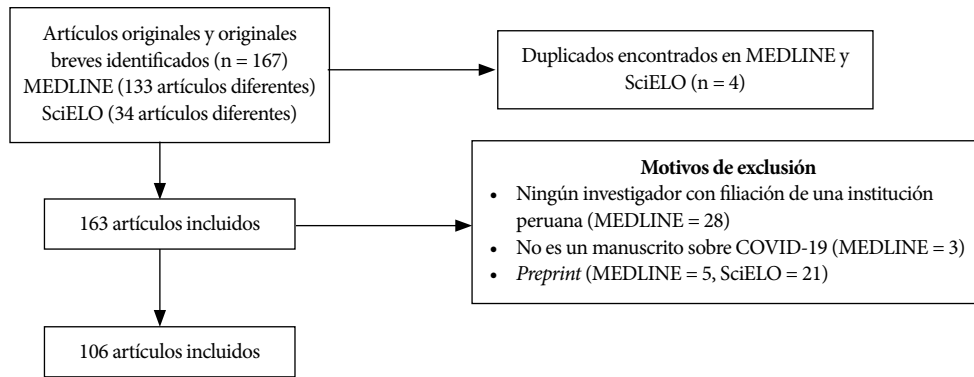 Artículos originales y originales
breves identificados (n = 167)
MEDLINE (133 artículos diferentes)
SciELO (34 artículos diferentes)
Duplicados encontrados en MEDLINE y
SciELO (n = 4)
163 artículos incluidos
Motivos de exclusión
• Ningún investigador con filiación de una institución
peruana (MEDLINE = 28)
• No es un manuscrito sobre COVID-19 (MEDLINE = 3)
• Preprint (MEDLINE = 5, SciELO = 21)
106 artículos incluidos